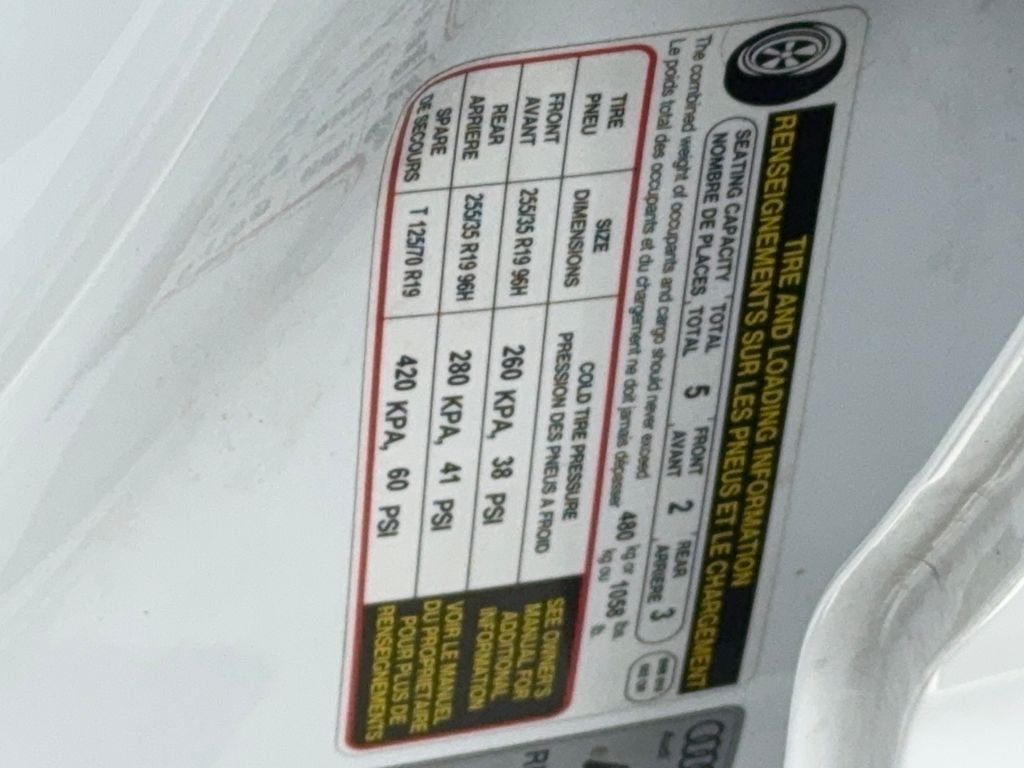 TIRE AND LOADING INFORMATION
RENSEIGNEMENTS SUR LES PNEUS ET LE CHARGEMENT
SEATING CAPACITY TOTAL 5 FRONT 2 REAR 3
NOMBRE DE PLACES TOTAL AVANT ARRIERE
The combined weight of occupants and cargo should never exceed 480 kg or 1058 lbs
Le poids total des occupants et du chargement ne doit jamais dépasser kg ou lb
TIRE SIZE COLD TIRE PRESSURE
PNEU DIMENSIONS PRESSION DES PNEUS A FROID
FRONT
AVANT 255/35 R19 96H 260 KPA, 38 PSI
REAR
ARRIERE 255/35 R19 96H 280 KPA, 41 PSI
SPARE
DE SECOURS T 125/70 R19 420 KPA, 60 PSI
SEE OWNER'S
MANUAL FOR
ADDITIONAL
INFORMATION
VOIR LE MANUEL
DU PROPRIETAIRE
POUR PLUS DE
RENSEIGNEMENTS
Audi